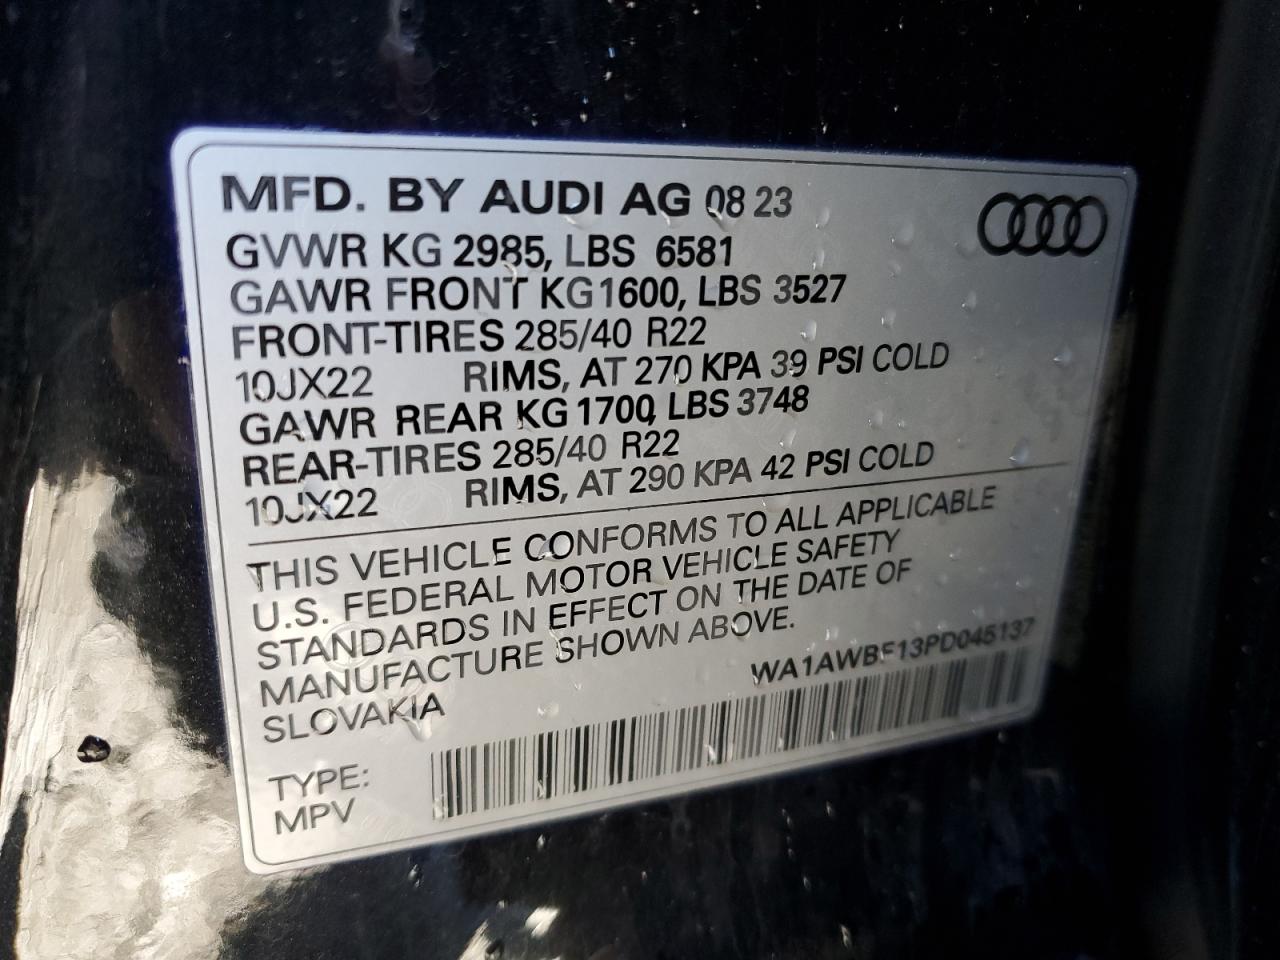 MFD. BY AUDI AG 08 23
GVWR KG 2985, LBS 6581
GAWR FRONT KG1600, LBS 3527
FRONT-TIRES 285/40 R22
10JX22 RIMS, AT 270 KPA 39 PSI COLD
GAWR REAR KG1700, LBS 3748
REAR-TIRES 285/40 R22
10JX22 RIMS, AT 290 KPA 42 PSI COLD
THIS VEHICLE CONFORMS TO ALL APPLICABLE
U.S. FEDERAL MOTOR VEHICLE SAFETY
STANDARDS IN EFFECT ON THE DATE OF
MANUFACTURE SHOWN ABOVE.
SLOVAKIA
WA1AWBF13PD045137
TYPE:
MPV